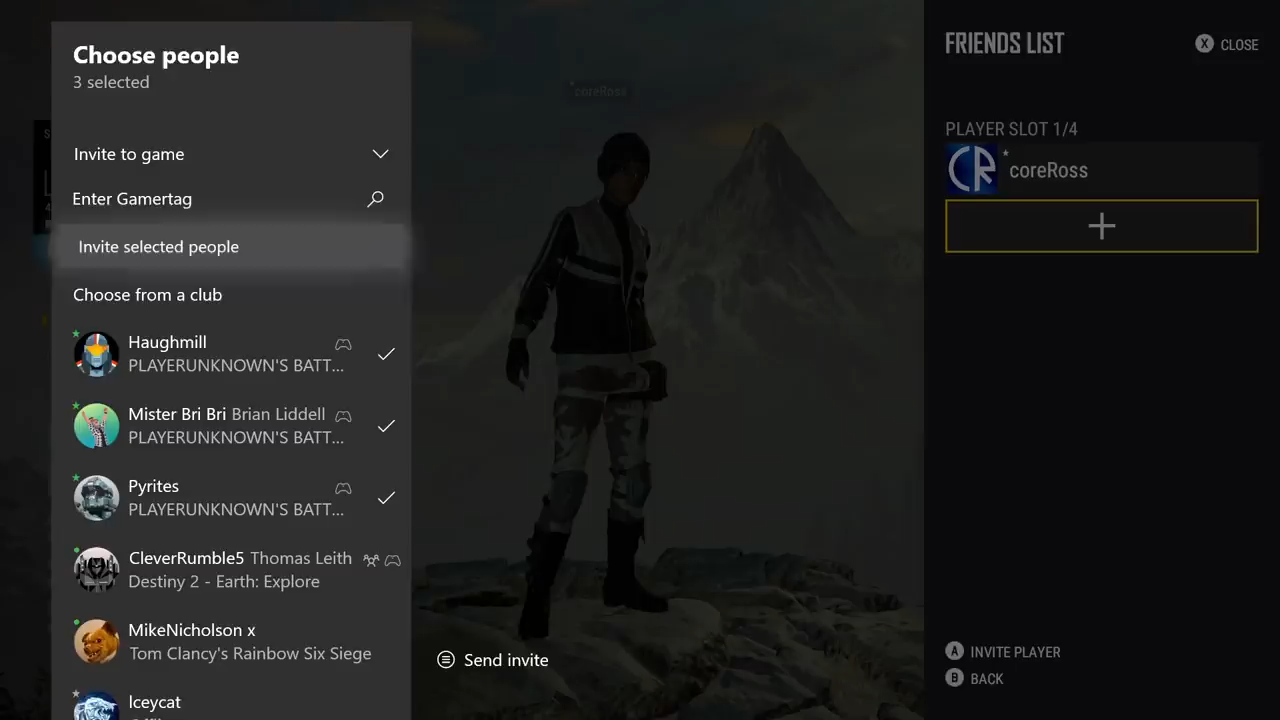 Choose people
3 selected
Invite to game
Enter Gamertag
Invite selected people
Choose from a club
Haughmill
PLAYERUNKNOWN'S BATT...
Mister Bri Bri Brian Liddell
PLAYERUNKNOWN'S BATT...
Pyrites
PLAYERUNKNOWN'S BATT...
CleverRumble5 Thomas Leith
Destiny 2 - Earth: Explore
MikeNicholson x
Tom Clancy's Rainbow Six Siege
Iceycat
* coreRoss
Send invite
FRIENDS LIST
X CLOSE
PLAYER SLOT 1/4
CR * coreRoss
+
A INVITE PLAYER
B BACK